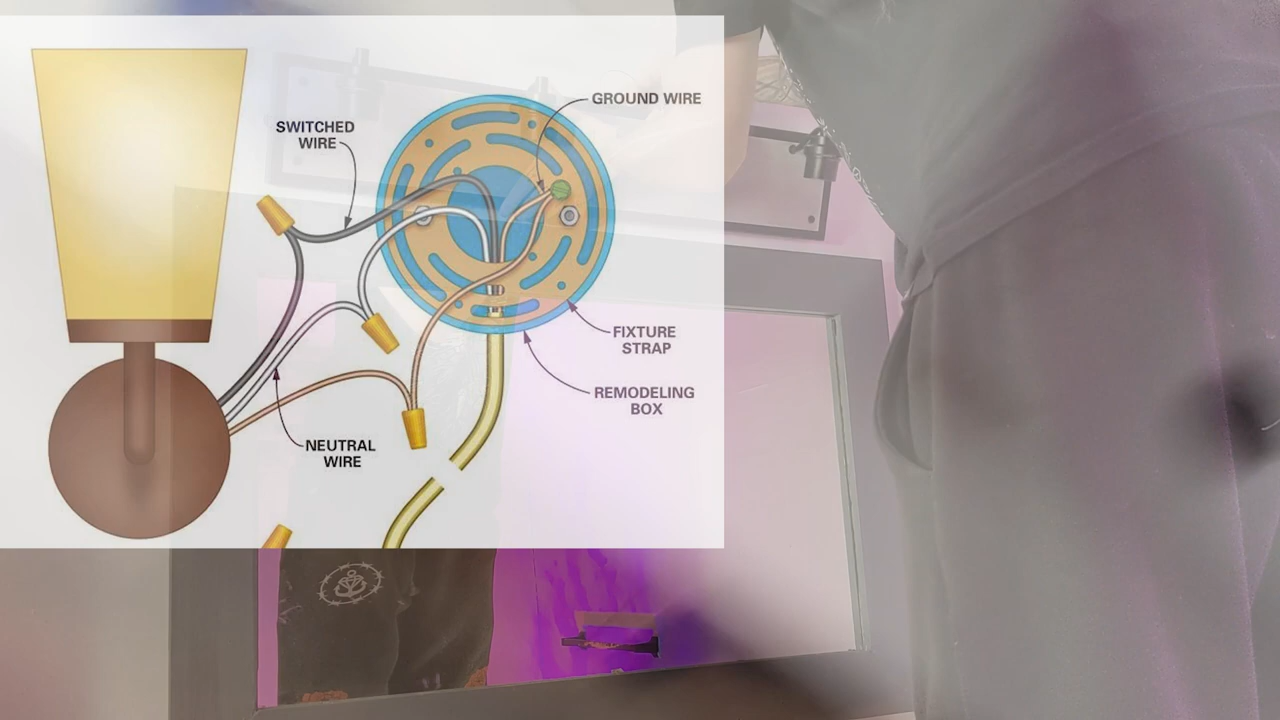 GROUND WIRE
SWITCHED
WIRE
FIXTURE
STRAP
REMODELING
BOX
NEUTRAL
WIRE